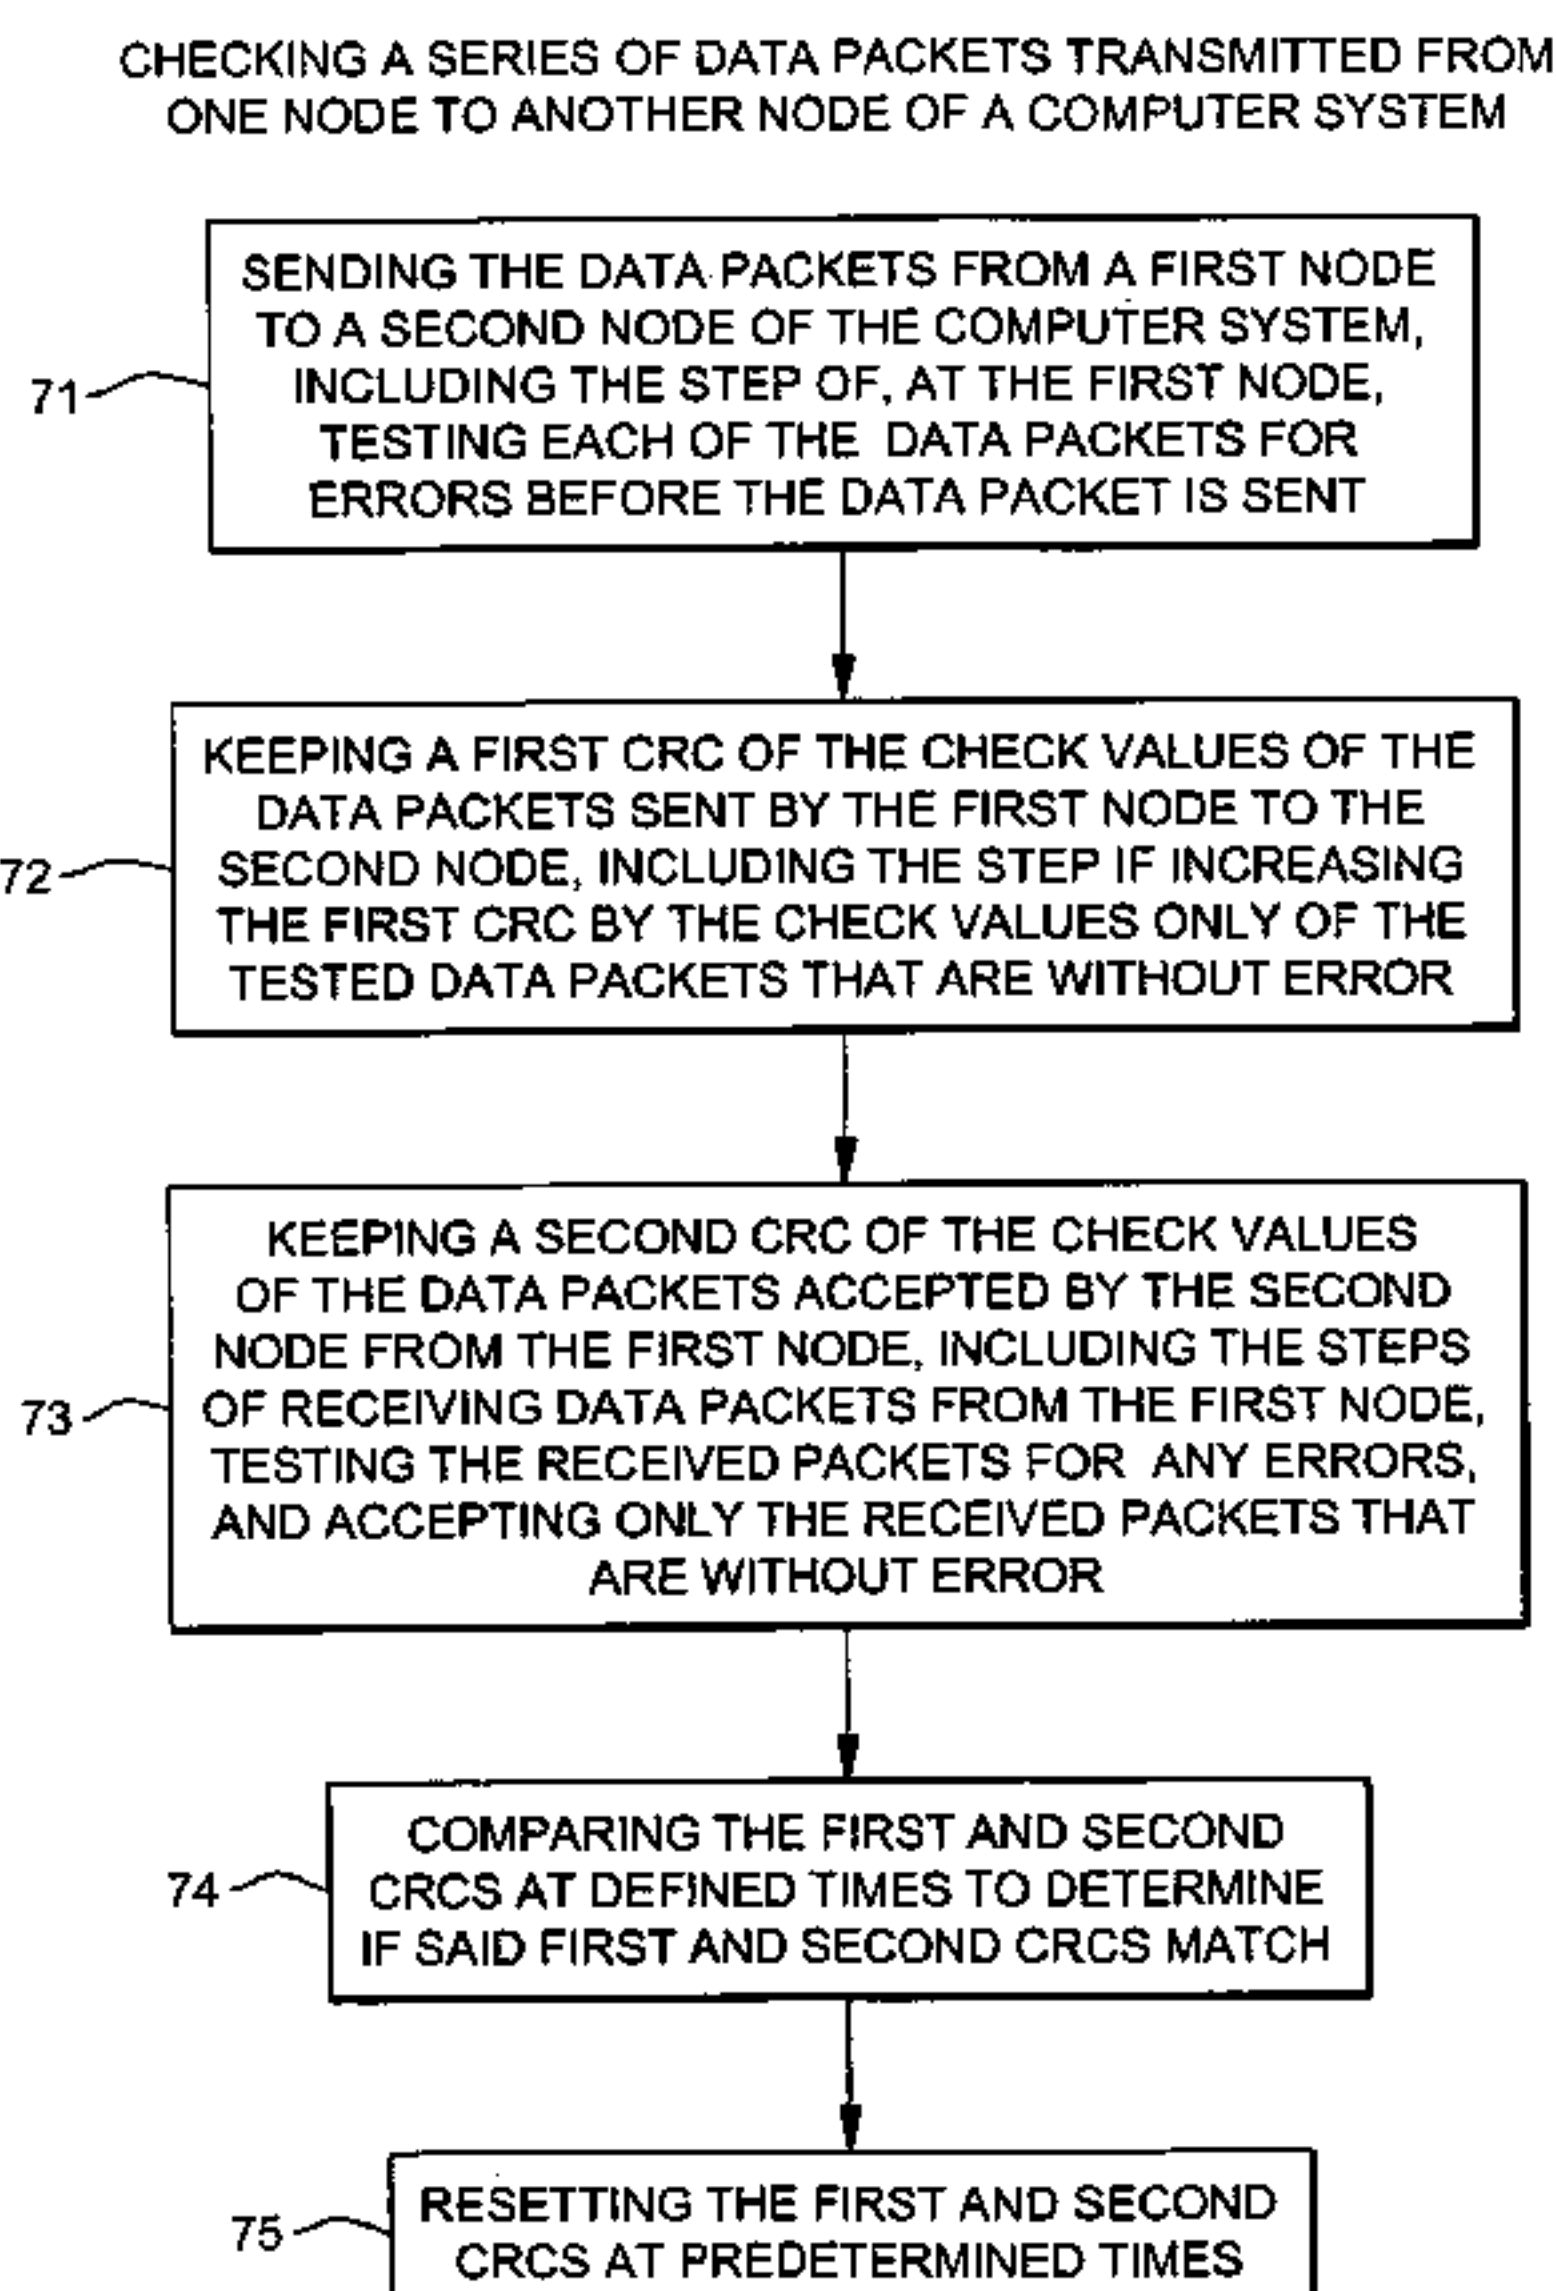 CHECKING A SERIES OF DATA PACKETS TRANSMITTED FROM
ONE NODE TO ANOTHER NODE OF A COMPUTER SYSTEM
SENDING THE DATA PACKETS FROM A FIRST NODE
TO A SECOND NODE OF THE COMPUTER SYSTEM,
INCLUDING THE STEP OF, AT THE FIRST NODE,
TESTING EACH OF THE DATA PACKETS FOR
ERRORS BEFORE THE DATA PACKET IS SENT
71
KEEPING A FIRST CRC OF THE CHECK VALUES OF THE
DATA PACKETS SENT BY THE FIRST NODE TO THE
SECOND NODE, INCLUDING THE STEP IF INCREASING
THE FIRST CRC BY THE CHECK VALUES ONLY OF THE
TESTED DATA PACKETS THAT ARE WITHOUT ERROR
72
KEEPING A SECOND CRC OF THE CHECK VALUES
OF THE DATA PACKETS ACCEPTED BY THE SECOND
NODE FROM THE FIRST NODE, INCLUDING THE STEPS
OF RECEIVING DATA PACKETS FROM THE FIRST NODE,
TESTING THE RECEIVED PACKETS FOR ANY ERRORS,
AND ACCEPTING ONLY THE RECEIVED PACKETS THAT
ARE WITHOUT ERROR
73
COMPARING THE FIRST AND SECOND
CRCS AT DEFINED TIMES TO DETERMINE
IF SAID FIRST AND SECOND CRCS MATCH
74
RESETTING THE FIRST AND SECOND
CRCS AT PREDETERMINED TIMES
75